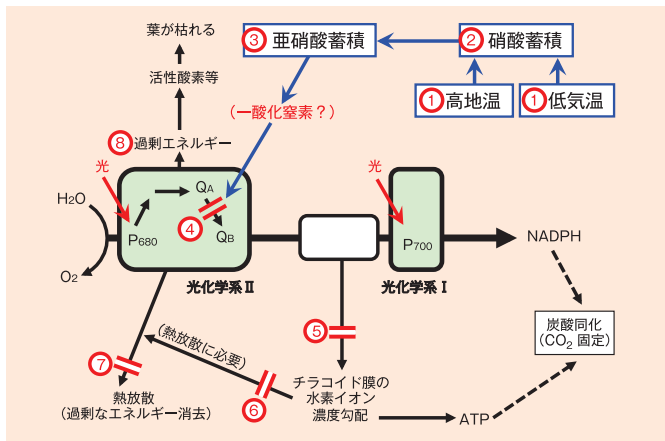 葉が枯れる
③ 亜硝酸蓄積
② 硝酸蓄積
活性酸素等
① 高地温
① 低気温
(一酸化窒素？)
⑧ 過剰エネルギー
光
光
H2O
QA
④
P680
QB
P700
NADPH
O2
光化学系Ⅱ
光化学系Ⅰ
炭酸同化
(CO2 固定)
⑤
(熱放散に必要)
⑦
チラコイド膜の
水素イオン
濃度勾配
熱放散
(過剰なエネルギー消去)
⑥
ATP